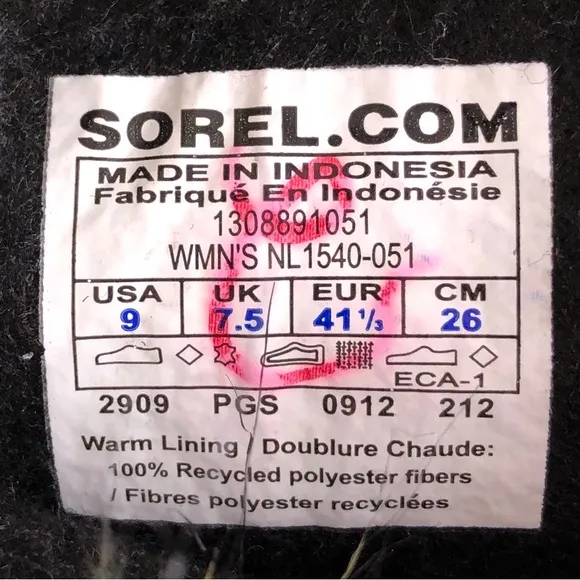 SOREL.COM
MADE IN INDONESIA
Fabriqué En Indonésie
1308891051
WMN'S NL1540-051
USA UK EUR CM
9 7.5 41 1/3 26
ECA-1
2909 PGS 0912 212
Warm Lining / Doublure Chaude:
100% Recycled polyester fibers
/ Fibres polyester recyclées